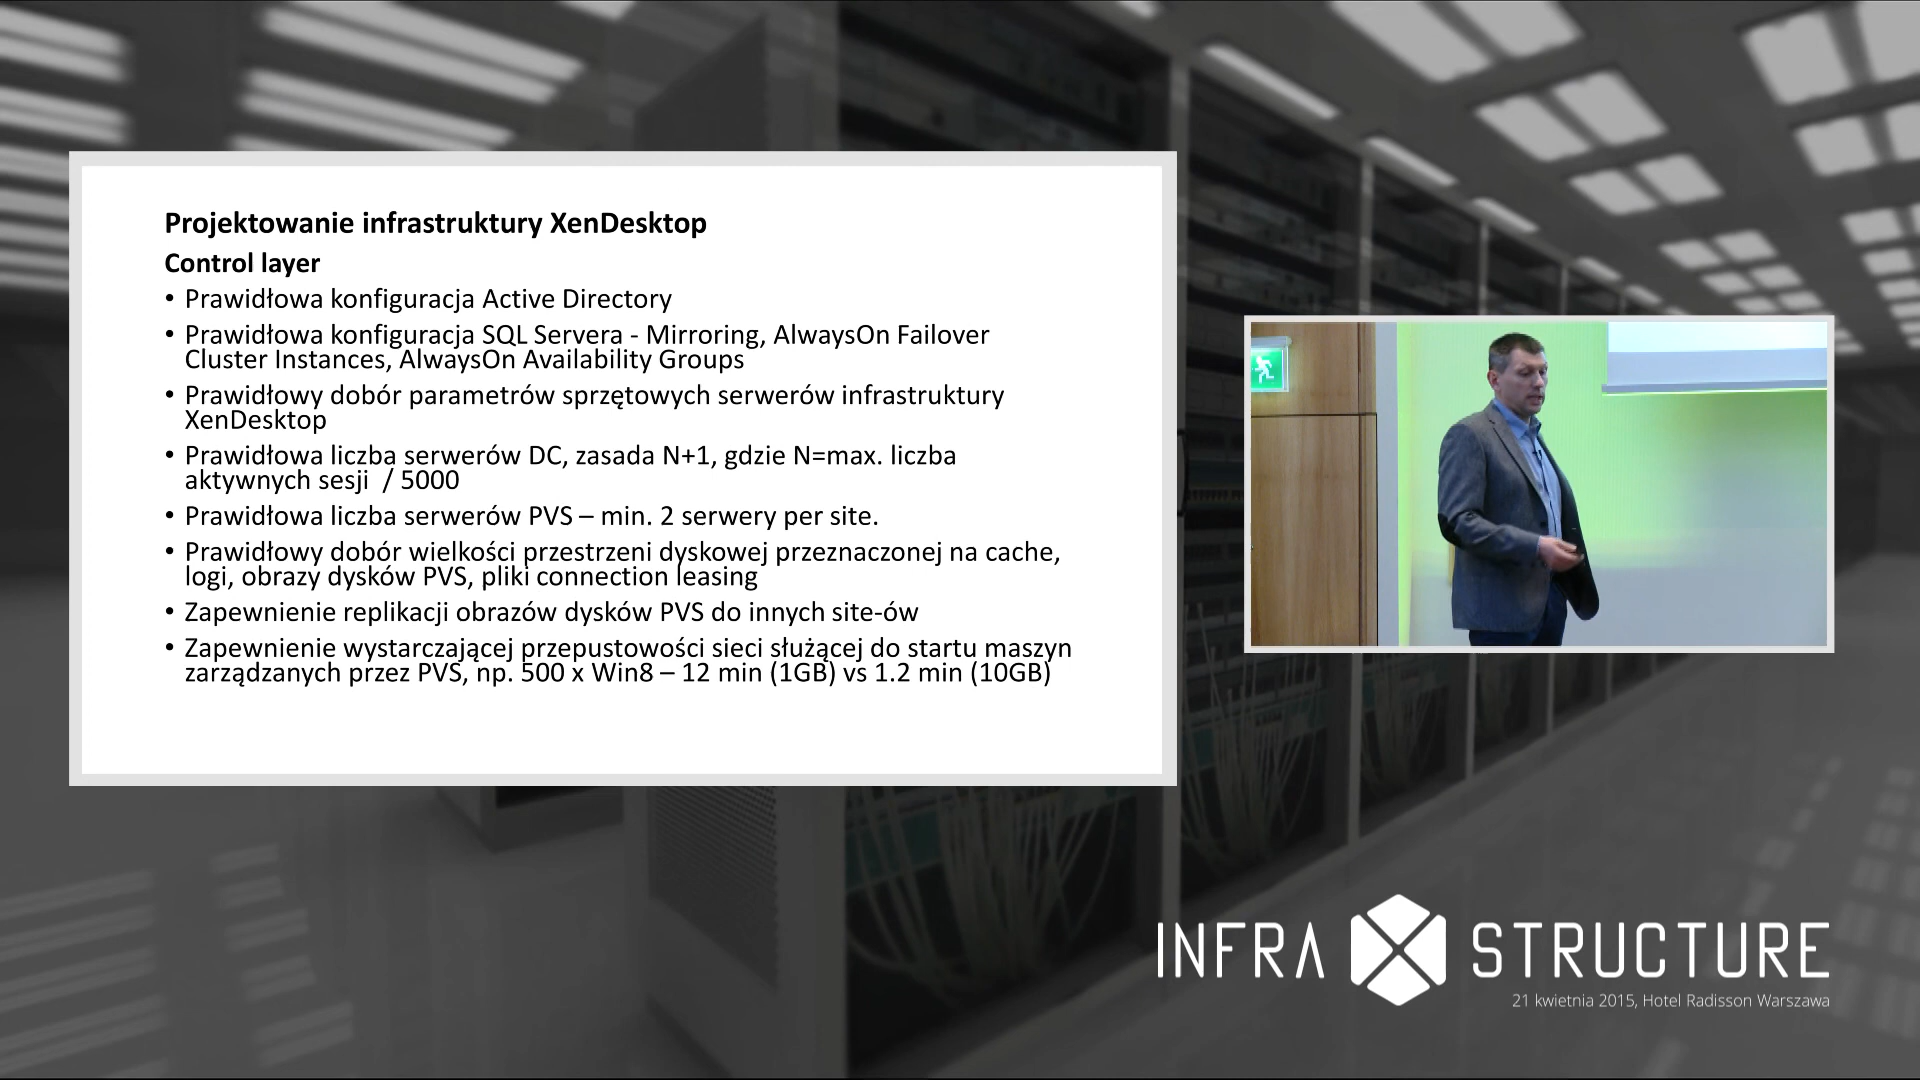 Projektowanie infrastruktury XenDesktop
Control layer
• Prawidłowa konfiguracja Active Directory
• Prawidłowa konfiguracja SQL Servera - Mirroring, AlwaysOn Failover
Cluster Instances, AlwaysOn Availability Groups
• Prawidłowy dobór parametrów sprzętowych serwerów infrastruktury
XenDesktop
• Prawidłowa liczba serwerów DC, zasada N+1, gdzie N=max. liczba
aktywnych sesji  / 5000
• Prawidłowa liczba serwerów PVS – min. 2 serwery per site.
• Prawidłowy dobór wielkości przestrzeni dyskowej przeznaczonej na cache,
logi, obrazy dysków PVS, pliki connection leasing
• Zapewnienie replikacji obrazów dysków PVS do innych site-ów
• Zapewnienie wystarczającej przepustowości sieci służącej do startu maszyn
zarządzanych przez PVS, np. 500 x Win8 – 12 min (1GB) vs 1.2 min (10GB)
INFRA STRUCTURE
21 kwietnia 2015, Hotel Radisson Warszawa